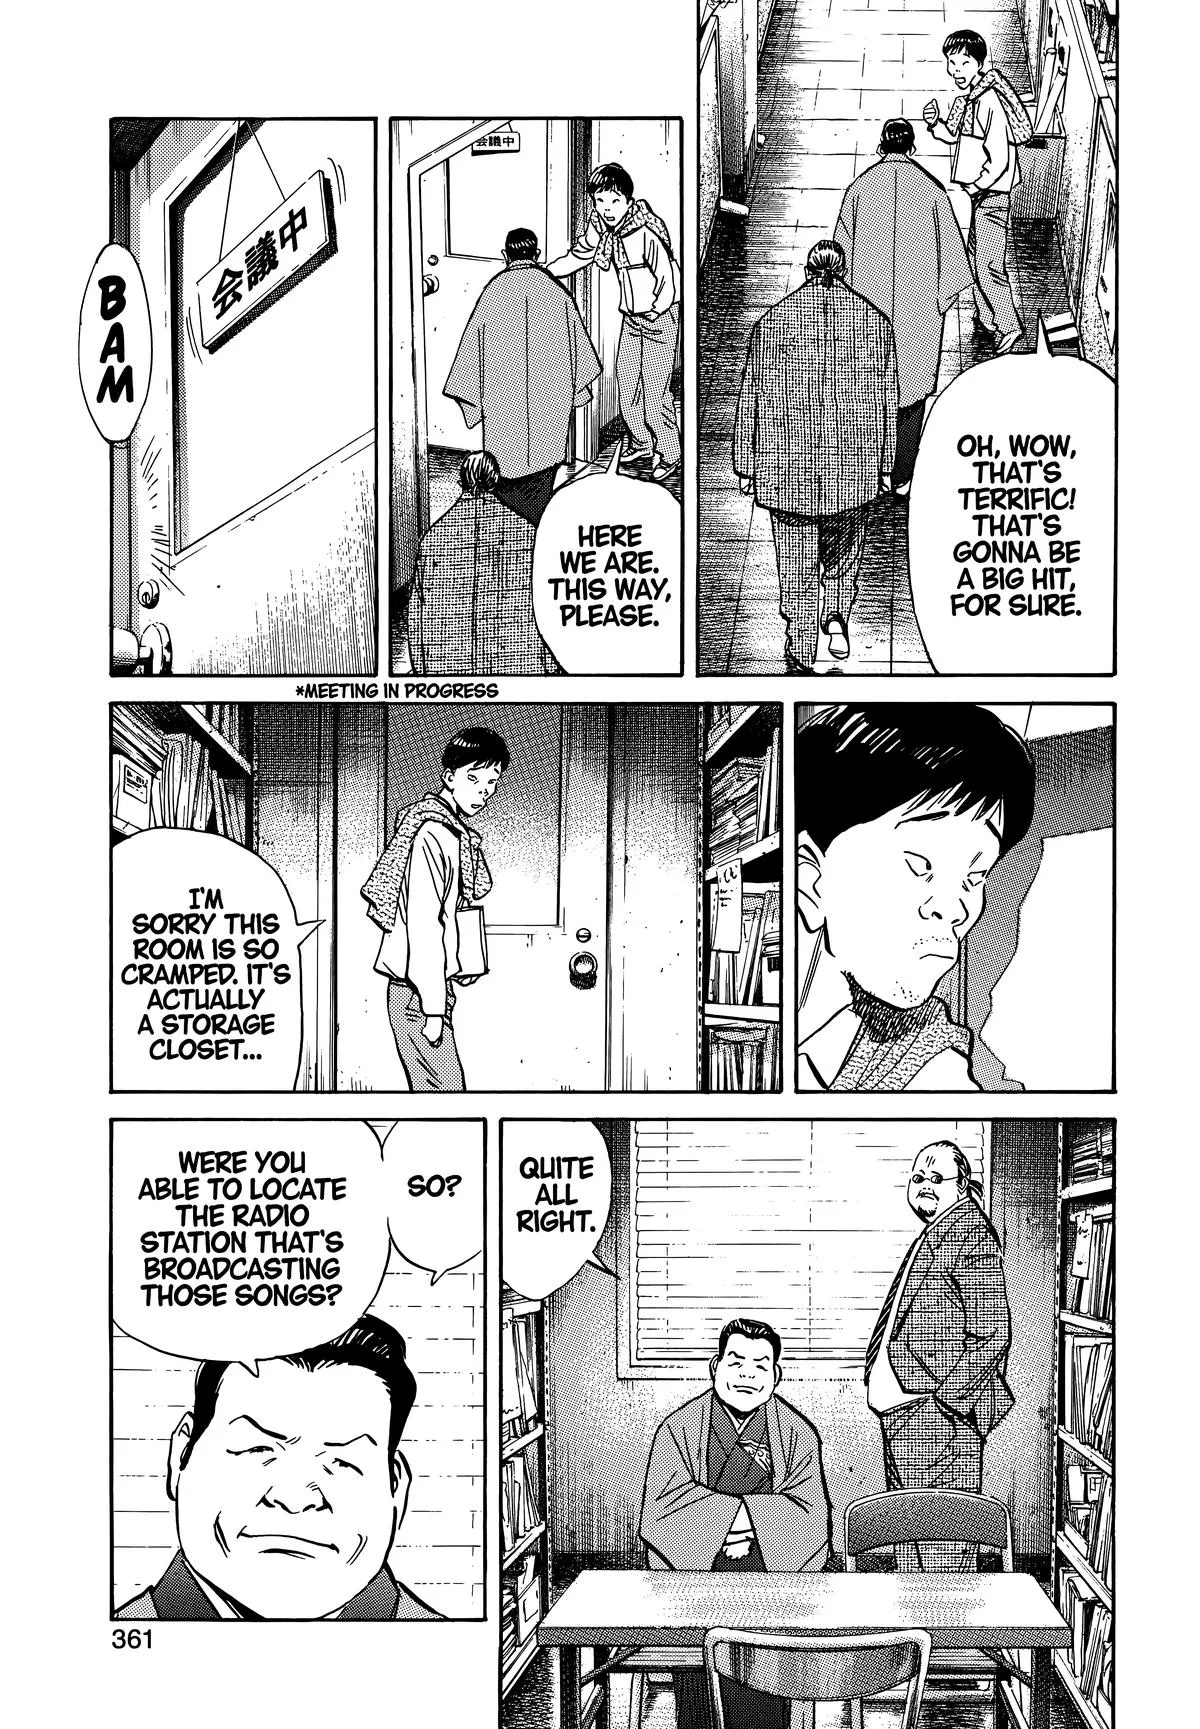 OH, WOW,
THAT'S
TERRIFIC!
THAT'S
GONNA BE
A BIG HIT,
FOR SURE.
会議中
HERE
WE ARE.
THIS WAY,
PLEASE.
会議中
BAM
*MEETING IN PROGRESS
I'M
SORRY THIS
ROOM IS SO
CRAMPED. IT'S
ACTUALLY
A STORAGE
CLOSET...
QUITE
ALL
RIGHT.
SO?
WERE YOU
ABLE TO LOCATE
THE RADIO
STATION THAT'S
BROADCASTING
THOSE SONGS?
361